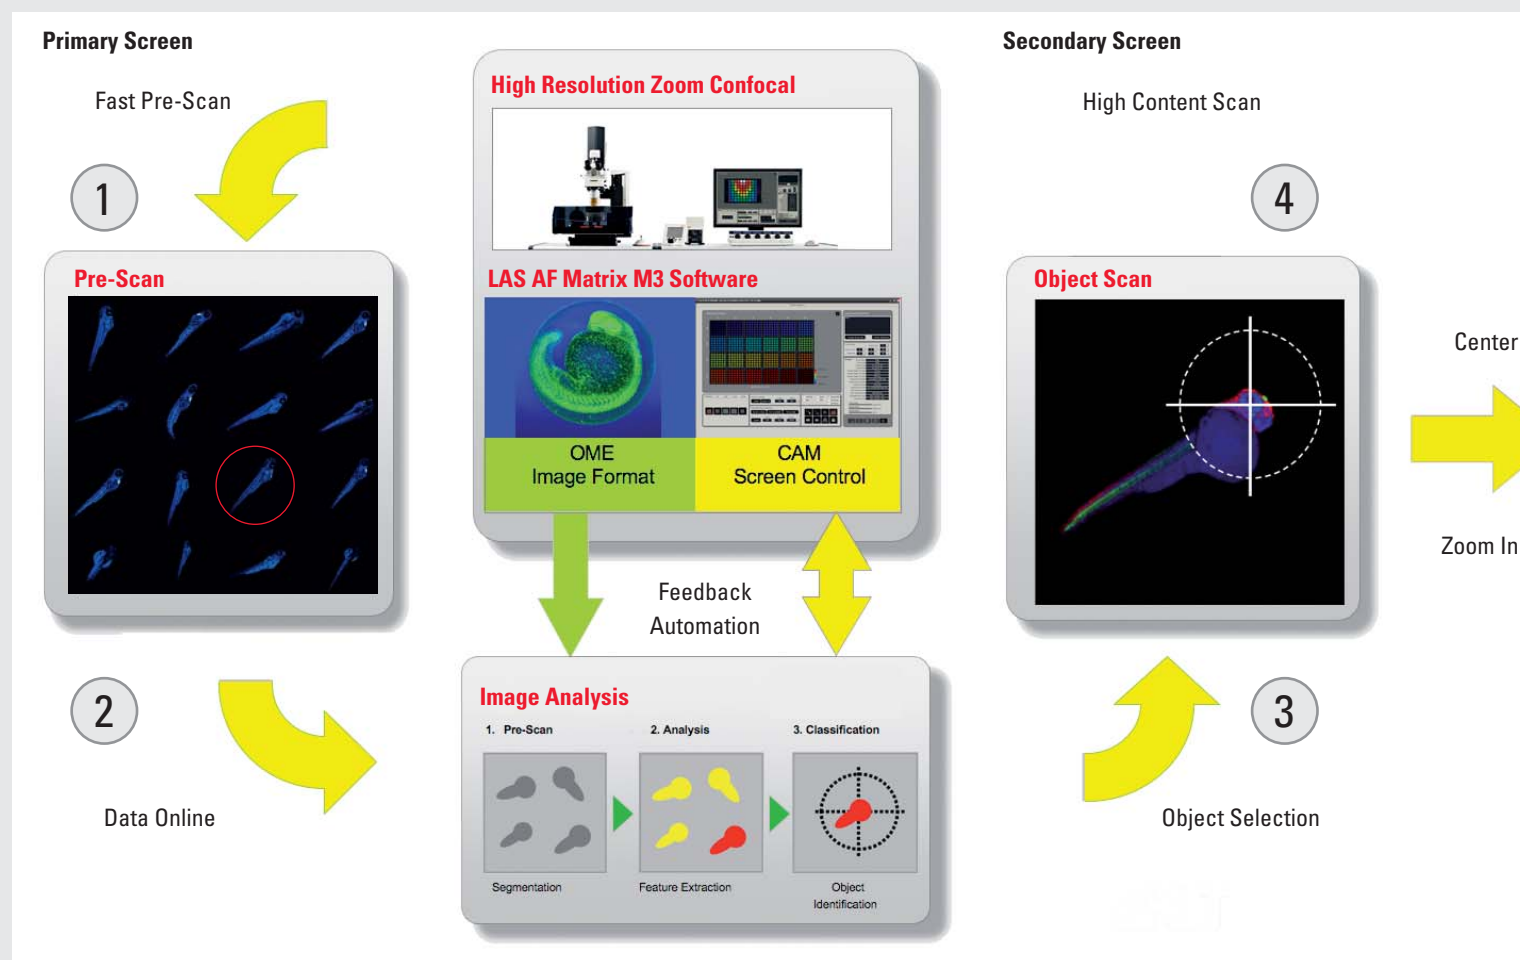 Primary Screen
Fast Pre-Scan
1
Pre-Scan
2
Data Online
High Resolution Zoom Confocal
LAS AF Matrix M3 Software
OME
Image Format
CAM
Screen Control
Feedback
Automation
Image Analysis
1. Pre-Scan
2. Analysis
3. Classification
Segmentation
Feature Extraction
Object
Identification
Secondary Screen
High Content Scan
4
Object Scan
3
Object Selection
Center
Zoom In